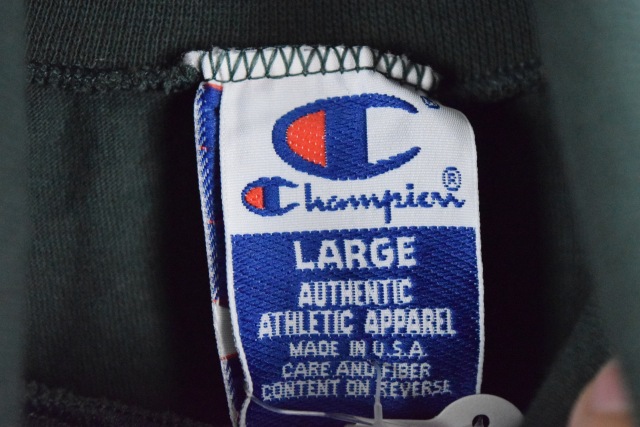 Champion®
LARGE
AUTHENTIC
ATHLETIC APPAREL
MADE IN U.S.A.
CARE AND FIBER
CONTENT ON REVERSE